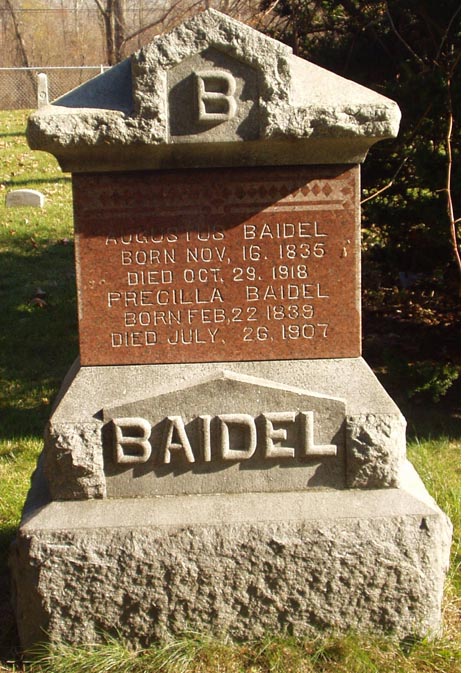 B
AUGUSTUS BAIDEL
BORN NOV, 16. 1835
DIED OCT, 29. 1918
PRECILLA BAIDEL
BORN FEB, 22 1839
DIED JULY, 26, 1907
BAIDEL